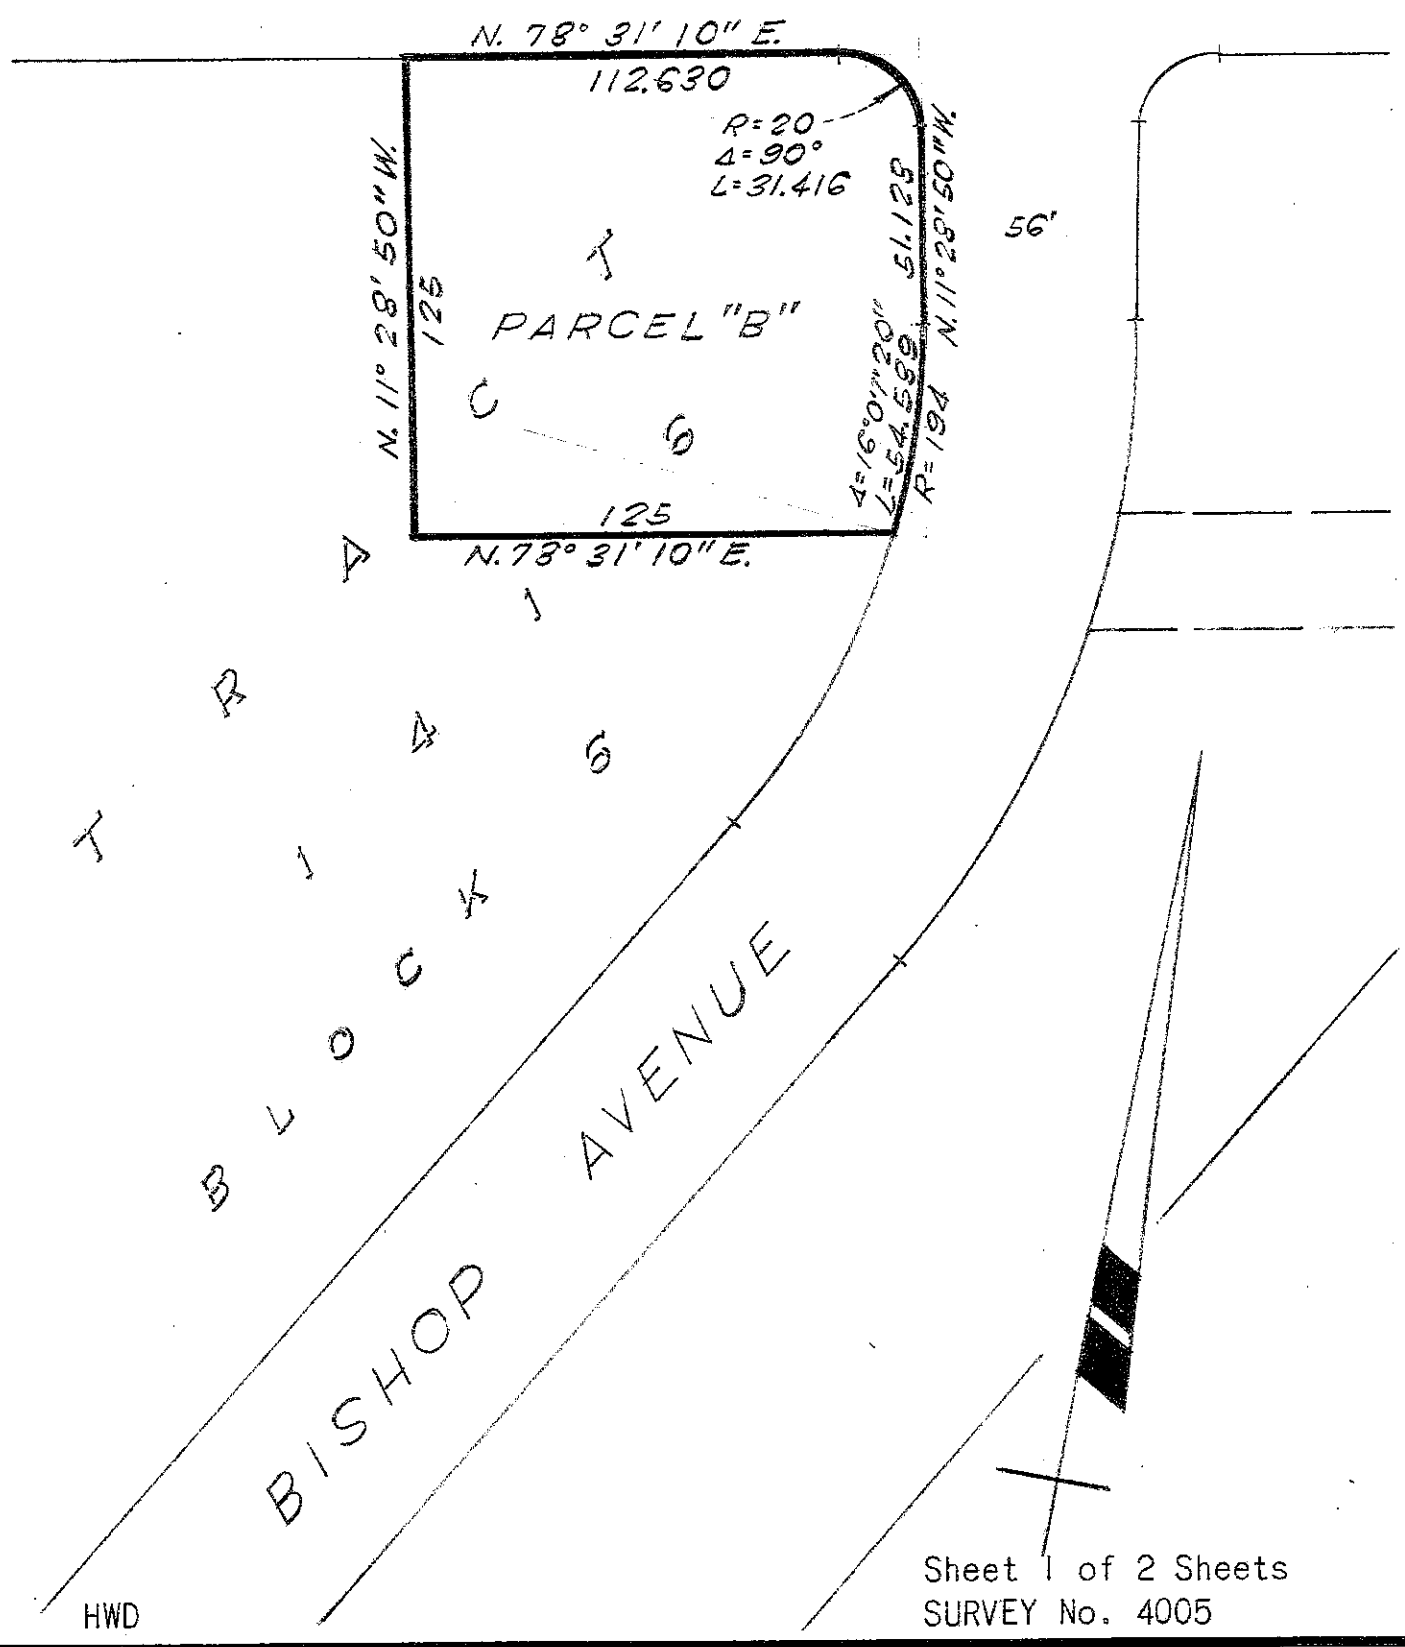 N. 78° 31' 10" E.
112.630
R=20
Δ=90°
L=31.416
N. 11° 28' 50" W.
125
51.128
N. 11° 28' 50" W.
56'
PARCEL "B"
Δ=16°07'20"
L=54.589
R=194
125
N. 78° 31' 10" E.
TRACT
1416
BLOCK 6
BISHOP AVENUE
HWD
Sheet 1 of 2 Sheets
SURVEY No. 4005